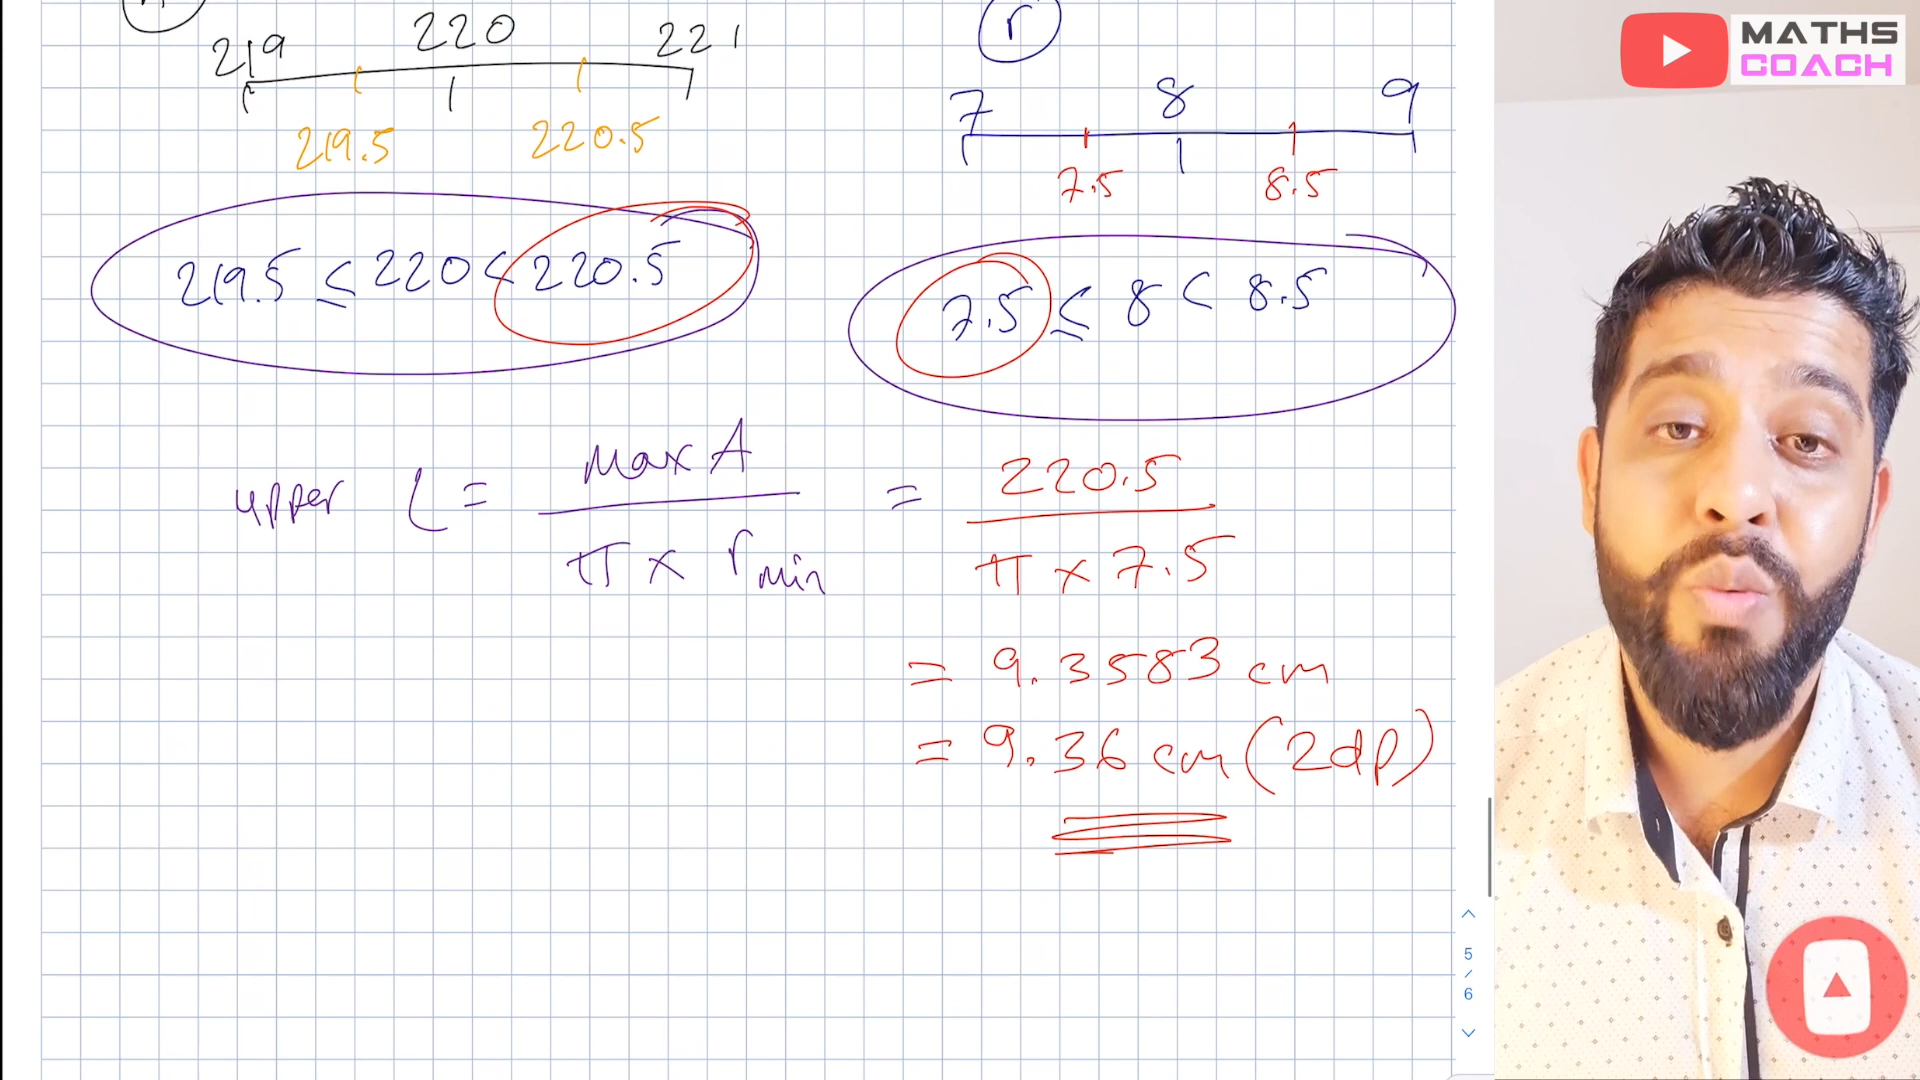 219 220 221
219.5 220.5
219.5 ≤ 220 < 220.5
r
7 8 9
7.5 8.5
7.5 ≤ 8 < 8.5
upper L = Max A / π × r min = 220.5 / π × 7.5
= 9.3583 cm
= 9.36 cm (2dp)
MATHS
COACH
5
/
6